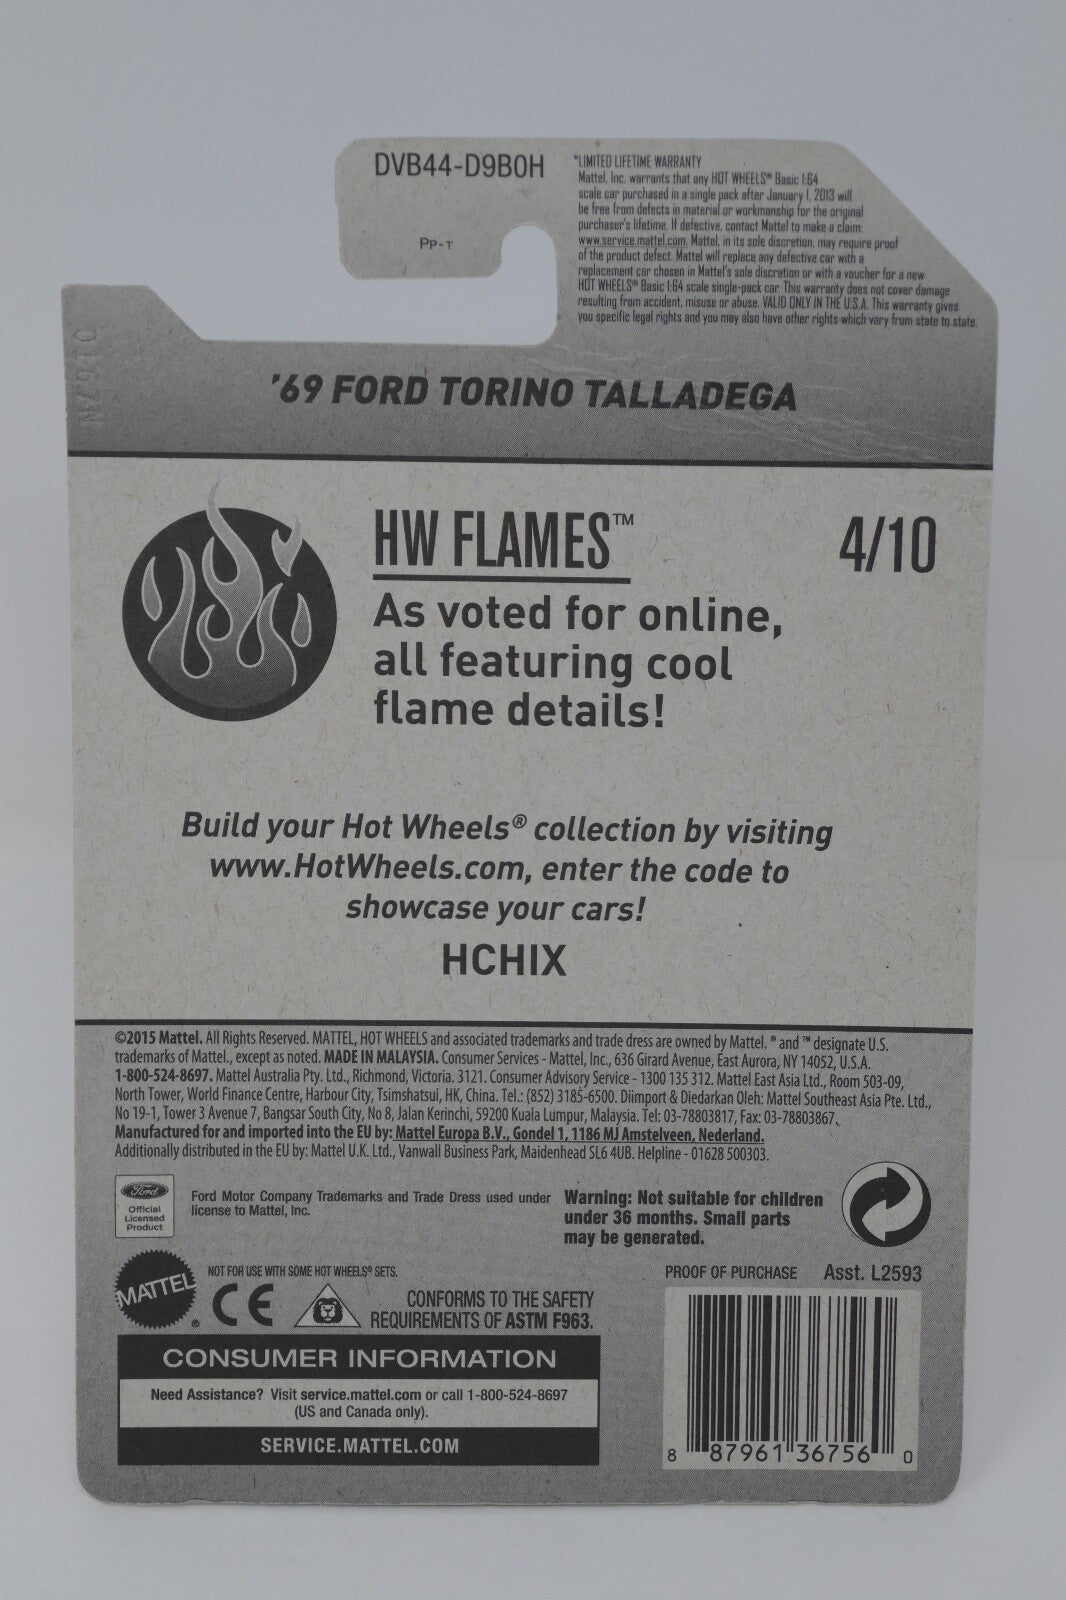 DVB44-D9B0H
Pp-T
*LIMITED LIFETIME WARRANTY
Mattel, Inc. warrants that any HOT WHEELS® Basic 1:64
scale car purchased in a single pack after January 1, 2013 will
be free from defects in material or workmanship for the original
purchaser's lifetime. If defective, contact Mattel to make a claim:
www.service.mattel.com. Mattel, in its sole discretion, may require proof
of the product defect. Mattel will replace any defective car with a
replacement car chosen in Mattel's sole discretion or with a voucher for a new
HOT WHEELS® Basic 1:64 scale single-pack car. This warranty does not cover damage
resulting from accident, misuse or abuse. VALID ONLY IN THE U.S.A. This warranty gives
you specific legal rights and you may also have other rights which vary from state to state.
'69 FORD TORINO TALLADEGA
HW FLAMES™
4/10
As voted for online,
all featuring cool
flame details!
Build your Hot Wheels® collection by visiting
www.HotWheels.com, enter the code to
showcase your cars!
HCHIX
©2015 Mattel. All Rights Reserved. MATTEL, HOT WHEELS and associated trademarks and trade dress are owned by Mattel. ® and ™ designate U.S.
trademarks of Mattel., except as noted. MADE IN MALAYSIA. Consumer Services - Mattel, Inc., 636 Girard Avenue, East Aurora, NY 14052, U.S.A.
1-800-524-8697. Mattel Australia Pty. Ltd., Richmond, Victoria. 3121. Consumer Advisory Service - 1300 135 312. Mattel East Asia Ltd., Room 503-09,
North Tower, World Finance Centre, Harbour City, Tsimshatsui, HK, China. Tel.: (852) 3185-6500. Diimport & Diedarkan Oleh: Mattel Southeast Asia Pte. Ltd.,
No 19-1, Tower 3 Avenue 7, Bangsar South City, No 8, Jalan Kerinchi, 59200 Kuala Lumpur, Malaysia. Tel: 03-78803817, Fax: 03-78803867.
Manufactured for and imported into the EU by: Mattel Europa B.V., Gondel 1, 1186 MJ Amstelveen, Nederland.
Additionally distributed in the EU by: Mattel U.K. Ltd., Vanwall Business Park, Maidenhead SL6 4UB. Helpline - 01628 500303.
Ford
Official
Licensed
Product
Ford Motor Company Trademarks and Trade Dress used under
license to Mattel, Inc.
Warning: Not suitable for children
under 36 months. Small parts
may be generated.
MATTEL®
NOT FOR USE WITH SOME HOT WHEELS® SETS.
CE
CONFORMS TO THE SAFETY
REQUIREMENTS OF ASTM F963.
PROOF OF PURCHASE Asst. L2593
CONSUMER INFORMATION
Need Assistance? Visit service.mattel.com or call 1-800-524-8697
(US and Canada only).
SERVICE.MATTEL.COM
8 87961 36756 0